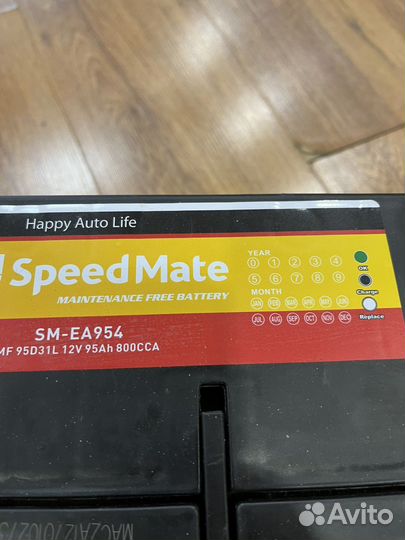 Happy Auto Life
SpeedMate
MAINTENANCE FREE BATTERY
YEAR
0 1 2 3 4
5 6 7 8 9
MONTH
JAN FEB MAR APR MAY JUN
JUL AUG SEP OCT NOV DEC
OK
Charge
Replace
SM-EA954
MF 95D31L 12V 95Ah 800CCA
Avito